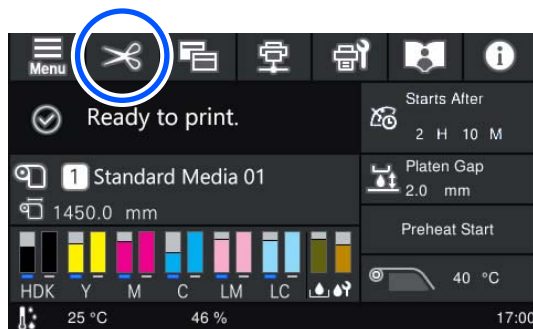 Menu
Ready to print.
Starts After
2 H 10 M
1 Standard Media 01
1450.0 mm
Platen Gap
2.0 mm
Preheat Start
40 °C
HDK Y M C LM LC
25 °C 46 % 17:00